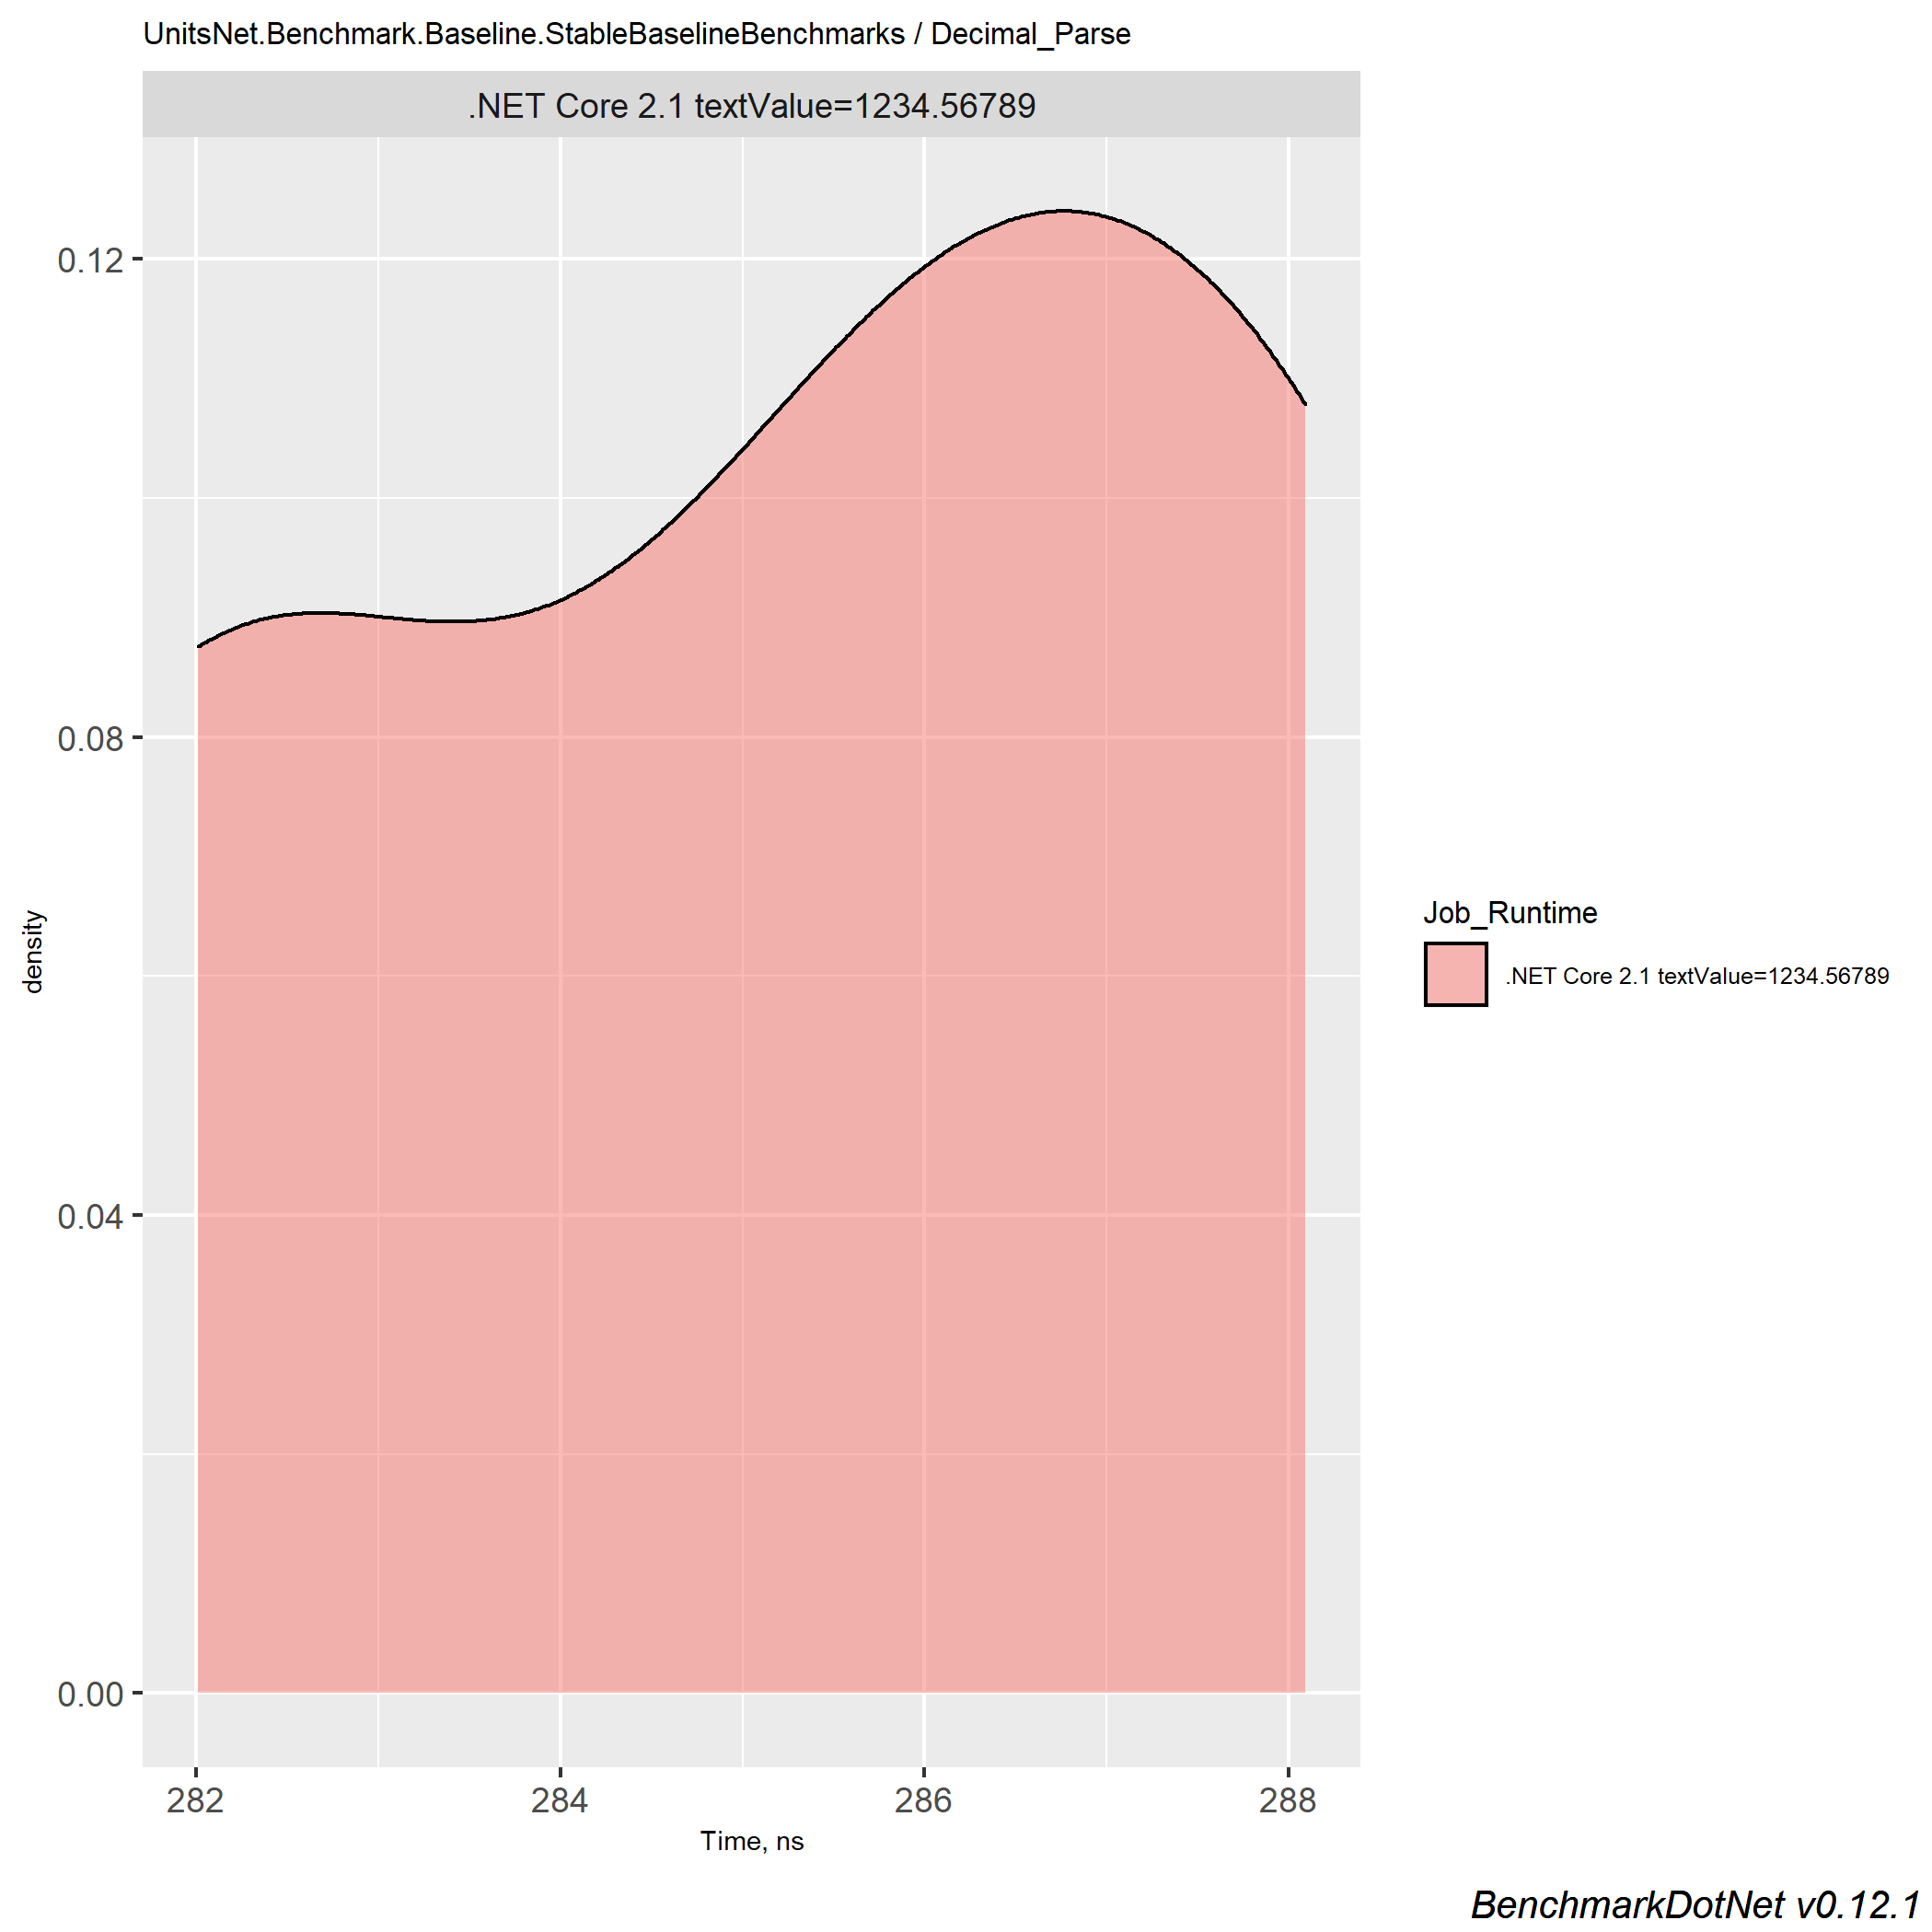 UnitsNet.Benchmark.Baseline.StableBaselineBenchmarks / Decimal_Parse
.NET Core 2.1 textValue=1234.56789
0.12
0.08
0.04
0.00
density
282 284 286 288
Time, ns
Job_Runtime
.NET Core 2.1 textValue=1234.56789
BenchmarkDotNet v0.12.1